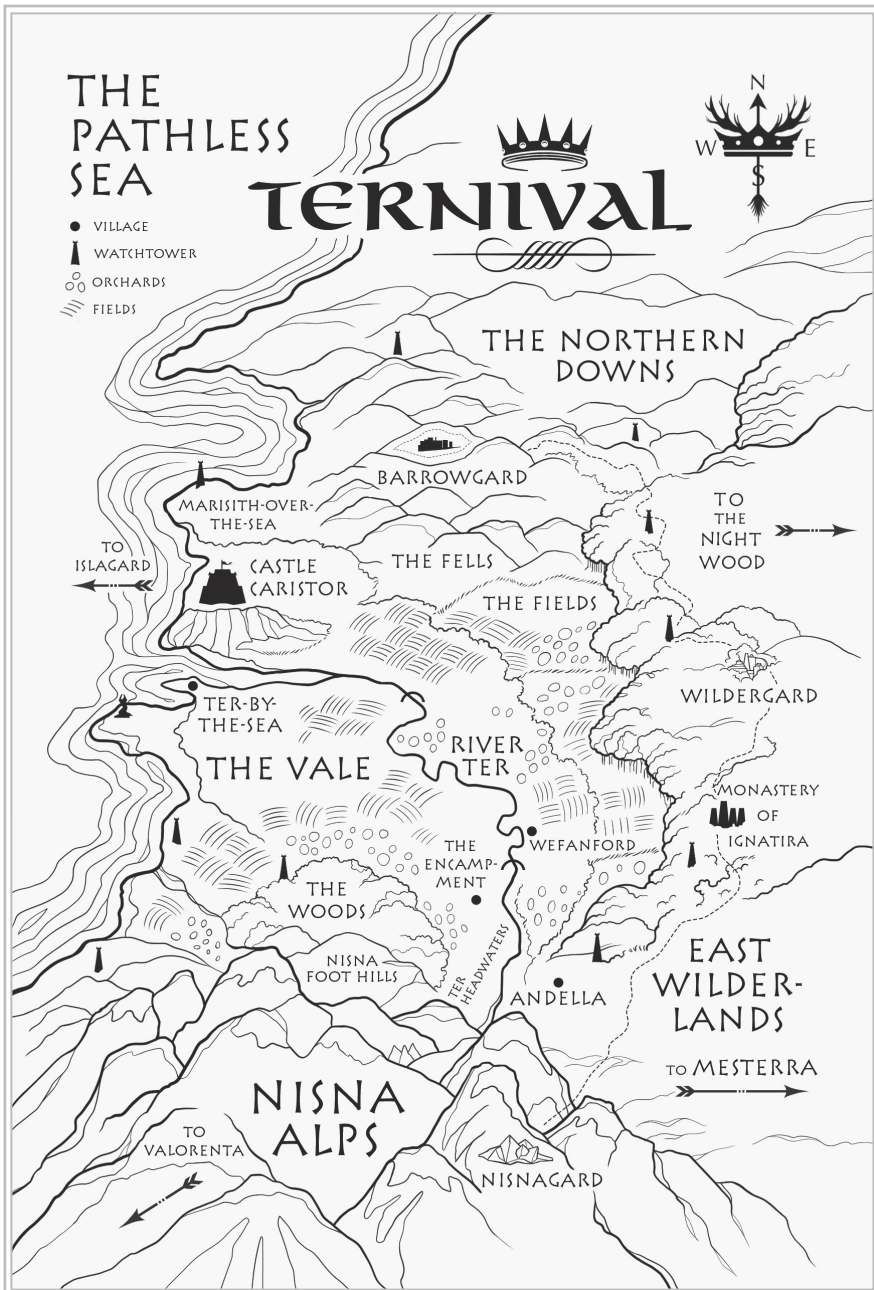 THE
PATHLESS
SEA
VILLAGE
WATCHTOWER
ORCHARDS
FIELDS
TERNIVAL
N
W
E
S
THE NORTHERN
DOWNS
BARROWGARD
MARISITH-OVER-
THE-SEA
TO
ISLAGARD
CASTLE
CARISTOR
THE FELLS
THE FIELDS
TO
THE
NIGHT
WOOD
WILDERGARD
TER-BY-
THE-SEA
THE VALE
RIVER
TER
MONASTERY
OF
IGNATIRA
WEFANFORD
THE
ENCAMP-
MENT
THE
WOODS
NISNA
FOOT HILLS
TER
HEADWATERS
ANDELLA
EAST
WILDER-
LANDS
TO MESTERRA
NISNA
ALPS
TO
VALORENTA
NISNAGARD